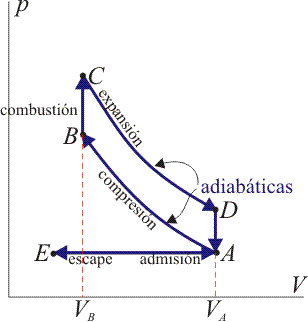 p
C
combustión
expansión
B
compresión
adiabáticas
D
E
escape
admisión
A
V_B
V_A
V